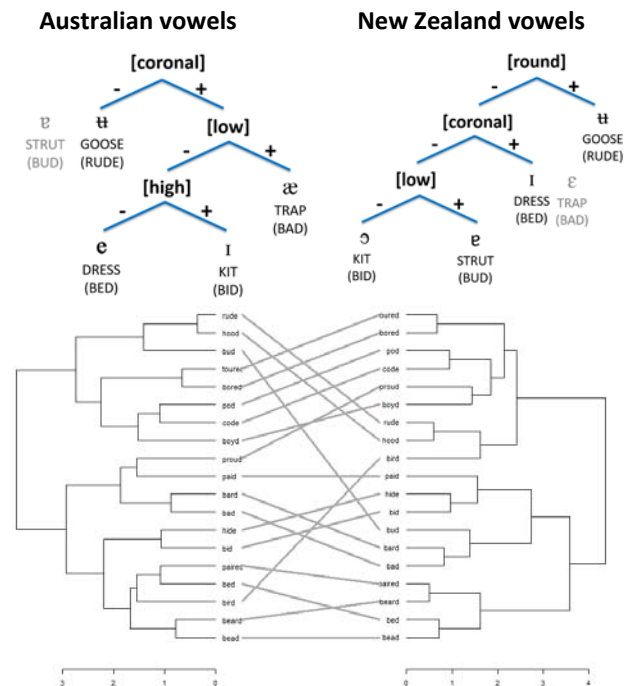 Australian vowels
New Zealand vowels
[coronal]
- +
ɐ ʉ
STRUT GOOSE
(BUD) (RUDE)
[low]
- +
[high]
æ
TRAP
(BAD)
- +
e ɪ
DRESS KIT
(BED) (BID)
[round]
- +
[coronal]
ʉ
GOOSE
(RUDE)
- +
[low]
ɪ ɛ
DRESS TRAP
(BED) (BAD)
- +
ɐ
KIT STRUT
(BID) (BUD)
rude
hood
bud
toured
bored
pod
code
boyd
proud
paid
bard
bad
hide
bid
paired
bed
bird
beard
bead
oured
bored
pod
code
proud
boyd
rude
hood
bird
paid
hide
bid
bud
bard
bad
paired
beard
bed
bead
3 2 1 0
0 1 2 3 4